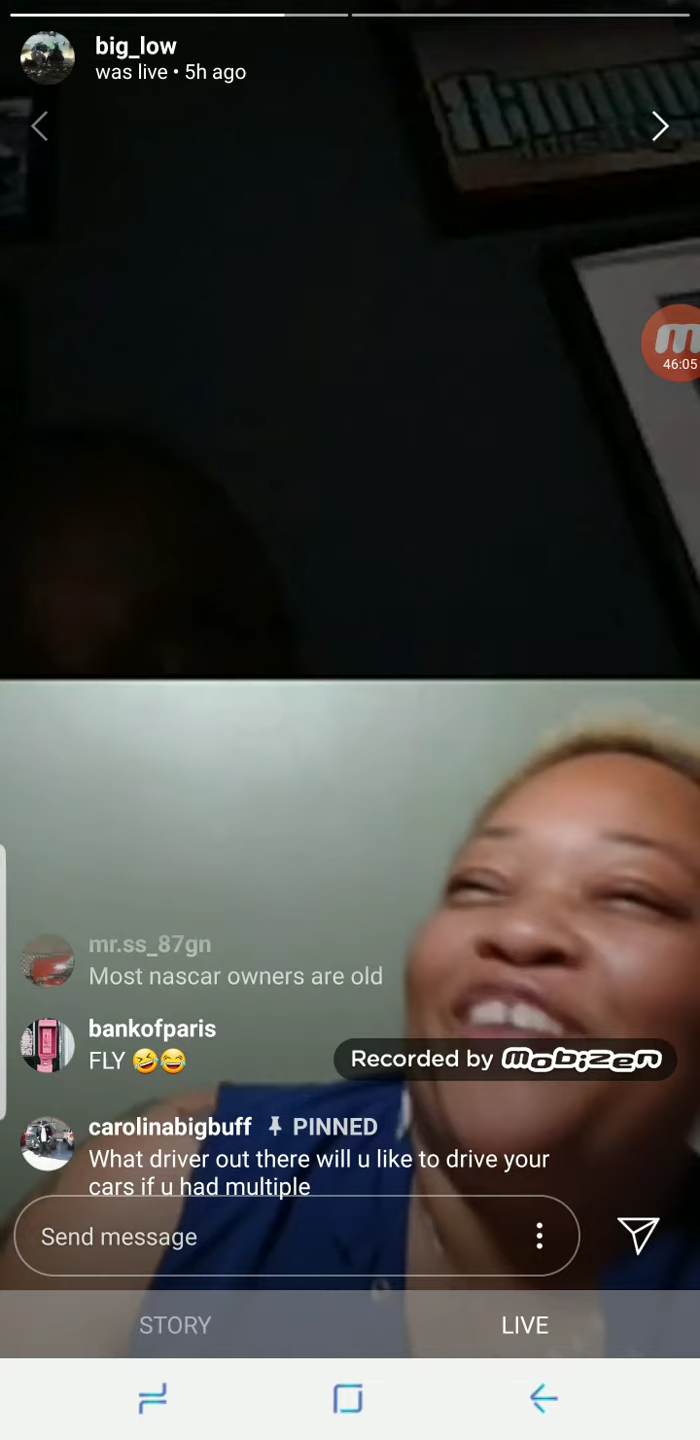 big_low
was live • 5h ago
46:05
mr.ss_87gn
Most nascar owners are old
bankofparis
FLY 🤣😂
Recorded by mobizen
carolinabigbuff PINNED
What driver out there will u like to drive your
cars if u had multiple
Send message
STORY
LIVE